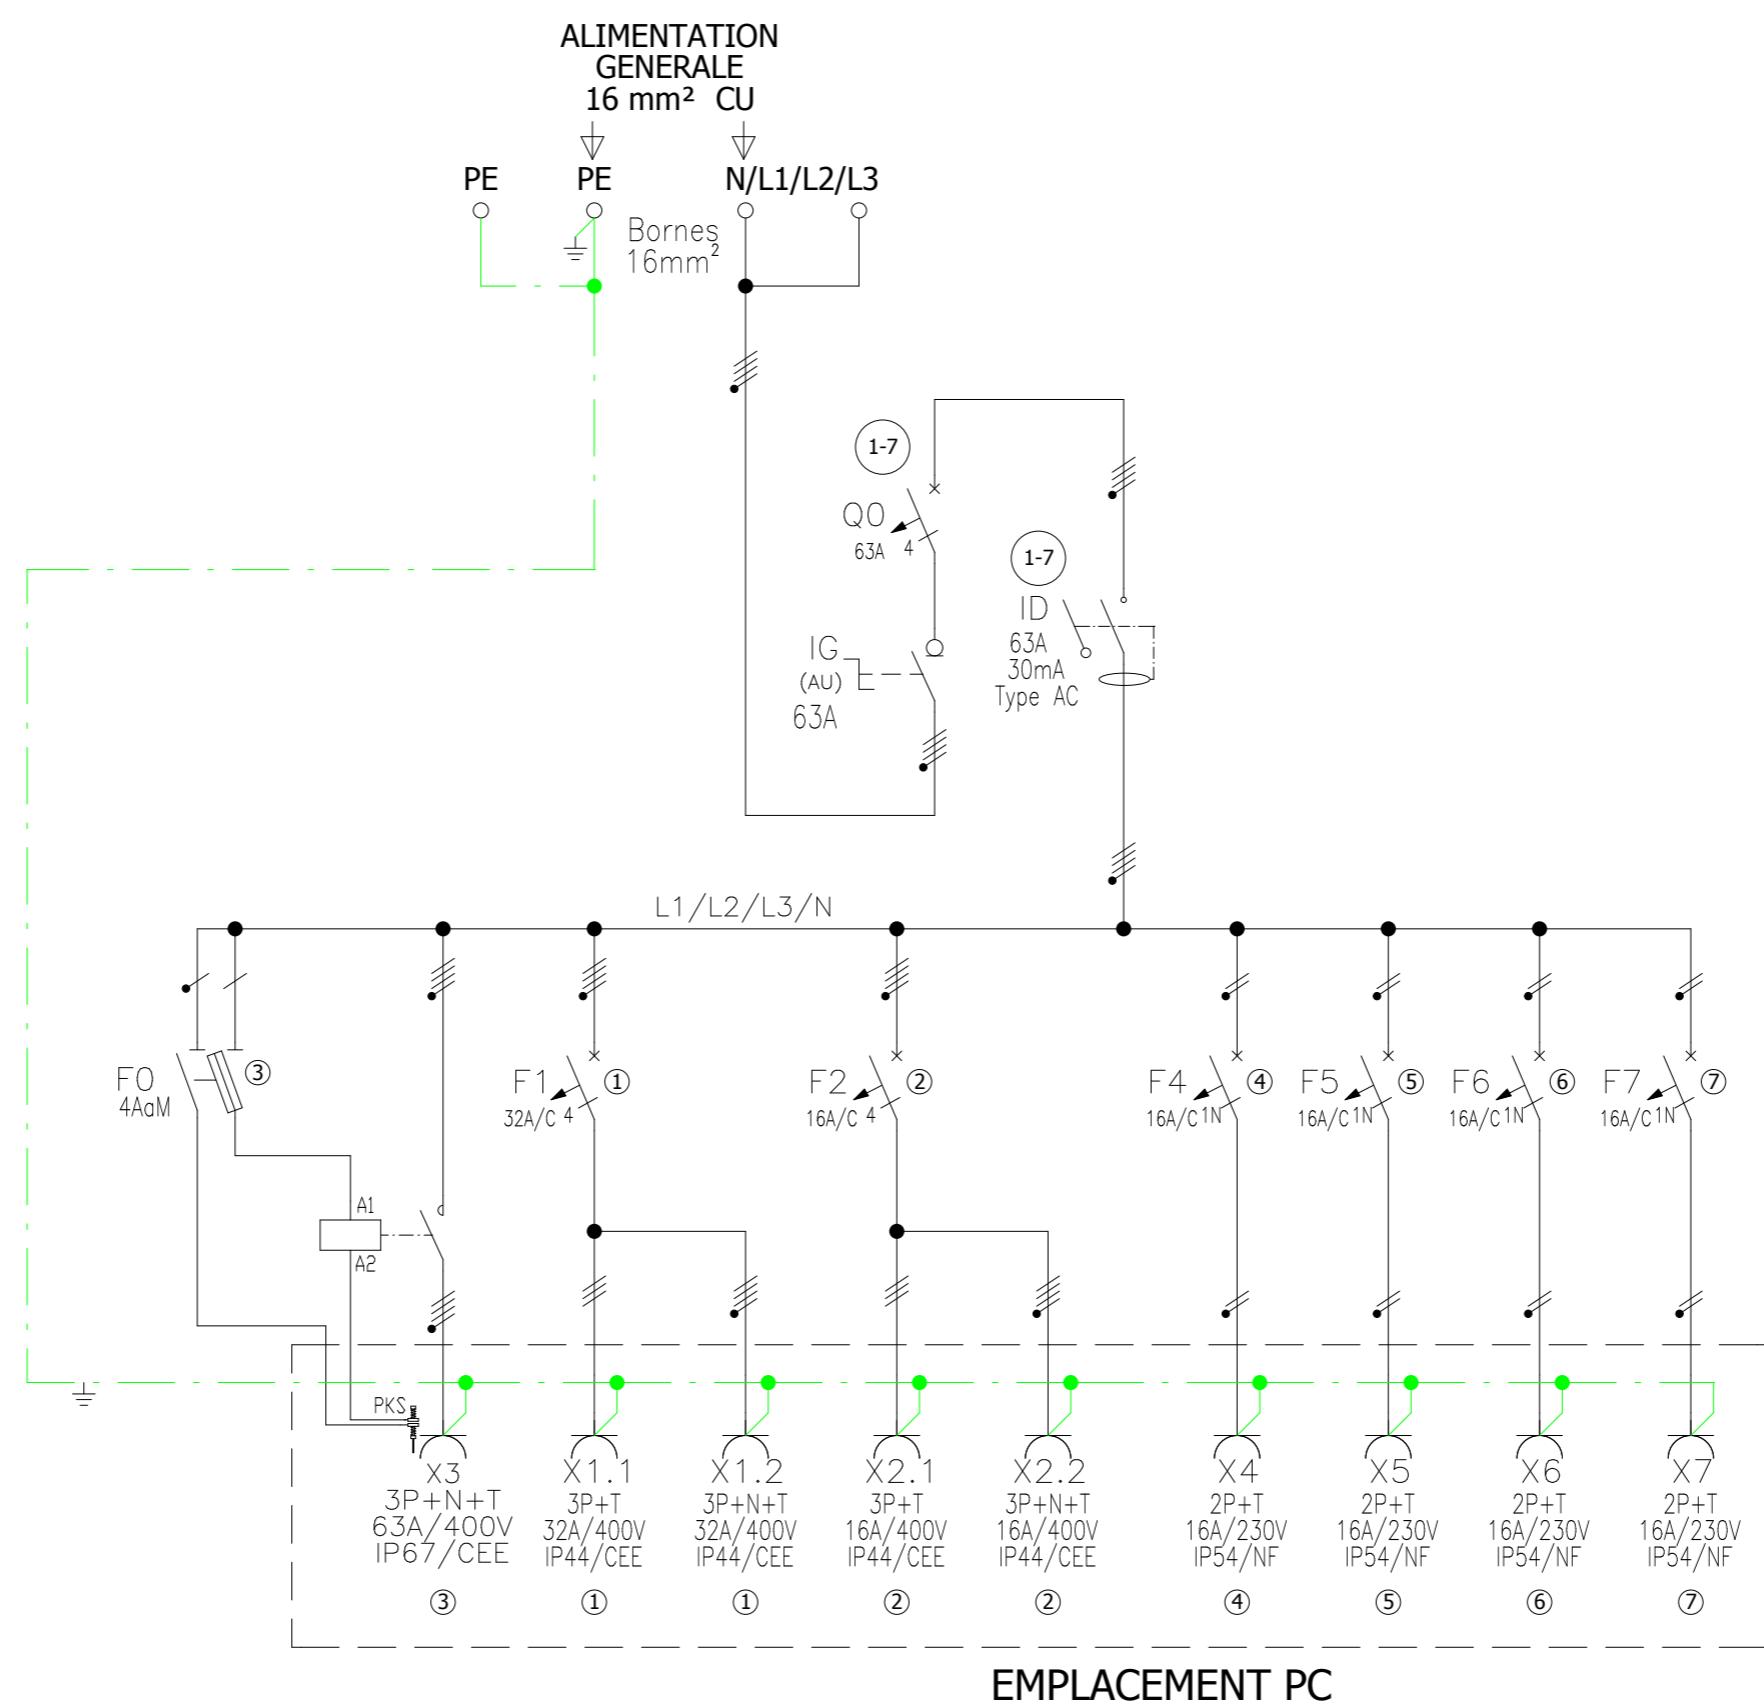 ALIMENTATION
GENERALE
16 mm² CU
PE
PE
N/L1/L2/L3
Bornes
16mm²
1-7
Q0
63A 4
1-7
ID
63A
30mA
Type AC
IG
(AU)
63A
L1/L2/L3/N
F0
4AaM
③
F1
32A/C 4
①
F2
16A/C 4
②
F4
16A/C 1N
④
F5
16A/C 1N
⑤
F6
16A/C 1N
⑥
F7
16A/C 1N
⑦
A1
A2
PKS
X3
3P+N+T
63A/400V
IP67/CEE
③
X1.1
3P+T
32A/400V
IP44/CEE
①
X1.2
3P+N+T
32A/400V
IP44/CEE
①
X2.1
3P+T
16A/400V
IP44/CEE
②
X2.2
3P+N+T
16A/400V
IP44/CEE
②
X4
2P+T
16A/230V
IP54/NF
④
X5
2P+T
16A/230V
IP54/NF
⑤
X6
2P+T
16A/230V
IP54/NF
⑥
X7
2P+T
16A/230V
IP54/NF
⑦
EMPLACEMENT PC